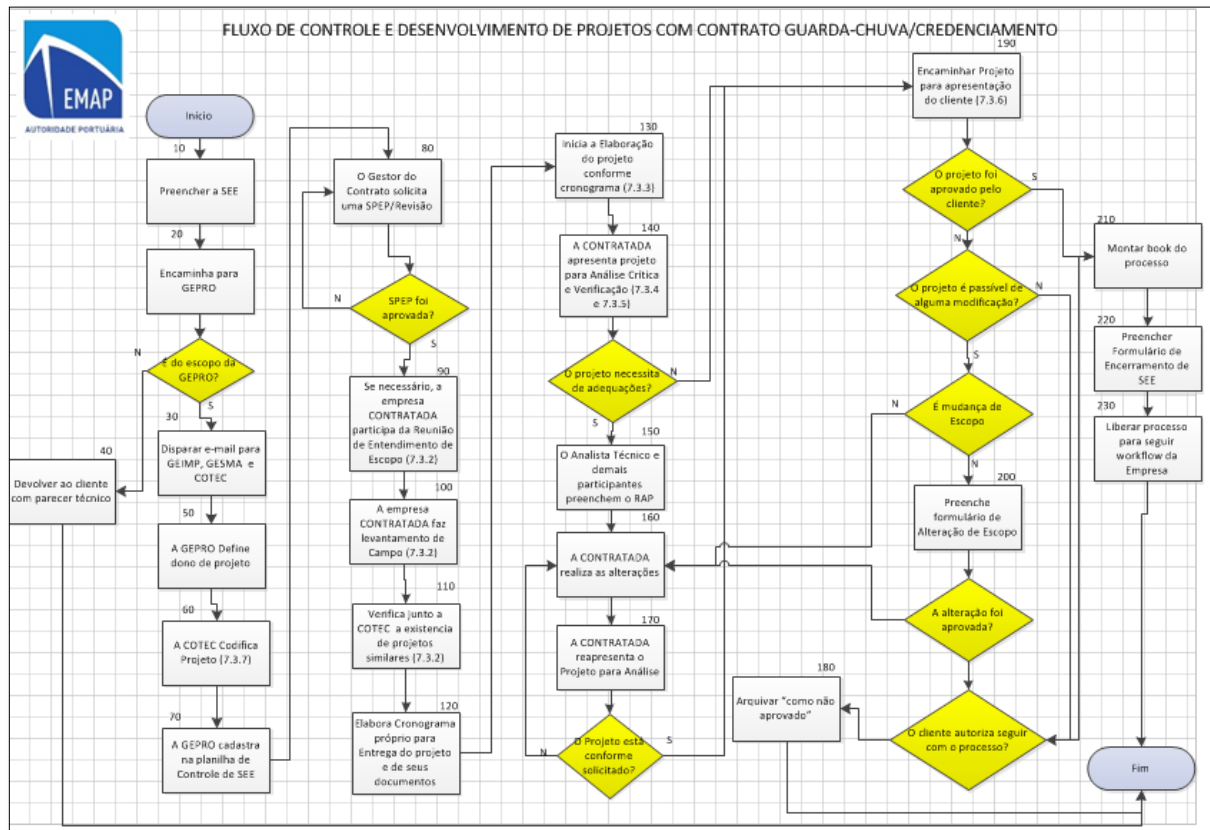 FLUXO DE CONTROLE E DESENVOLVIMENTO DE PROJETOS COM CONTRATO GUARDA-CHUVA/CREDENCIAMENTO
EMAP
AUTORIDADE PORTUÁRIA
Início
10
Preencher a SEE
20
Encaminha para
GEPRO
É do escopo da
GEPRO?
N
S
30
Disparar e-mail para
GEIMP, GESMA e
COTEC
40
Devolver ao cliente
com parecer técnico
50
A GEPRO Define
dono de projeto
60
A COTEC Codifica
Projeto (7.3.7)
70
A GEPRO cadastra
na planilha de
Controle de SEE
80
O Gestor do
Contrato solicita
uma SPEP/Revisão
SPEP foi
aprovada?
N
S
90
Se necessário, a
empresa
CONTRATADA
participa da Reunião
de Entendimento de
Escopo (7.3.2)
100
A empresa
CONTRATADA faz
levantamento de
Campo (7.3.2)
110
Verifica junto a
COTEC a existencia
de projetos
similares (7.3.2)
120
Elabora Cronograma
próprio para
Entrega do projeto
e de seus
documentos
130
Inicia a Elaboração
do projeto
conforme
cronograma (7.3.3)
140
A CONTRATADA
apresenta projeto
para Análise Crítica
e Verificação (7.3.4
e 7.3.5)
O projeto necessita
de adequações?
N
S
150
O Analista Técnico e
demais
participantes
preenchem o RAP
160
A CONTRATADA
realiza as alterações
170
A CONTRATADA
reapresenta o
Projeto para Análise
O Projeto está
conforme
solicitado?
N
S
190
Encaminhar Projeto
para apresentação
do cliente (7.3.6)
O projeto foi
aprovado pelo
cliente?
S
N
O projeto é passível de
alguma modificação?
N
S
É mudança de
Escopo
N
N
200
Preenche
formulário de
Alteração de Escopo
A alteração foi
aprovada?
180
Arquivar "como não
aprovado"
O cliente autoriza seguir
com o processo?
210
Montar book do
processo
220
Preencher
Formulário de
Encerramento de
SEE
230
Liberar processo
para seguir
workflow da
Empresa
Fim